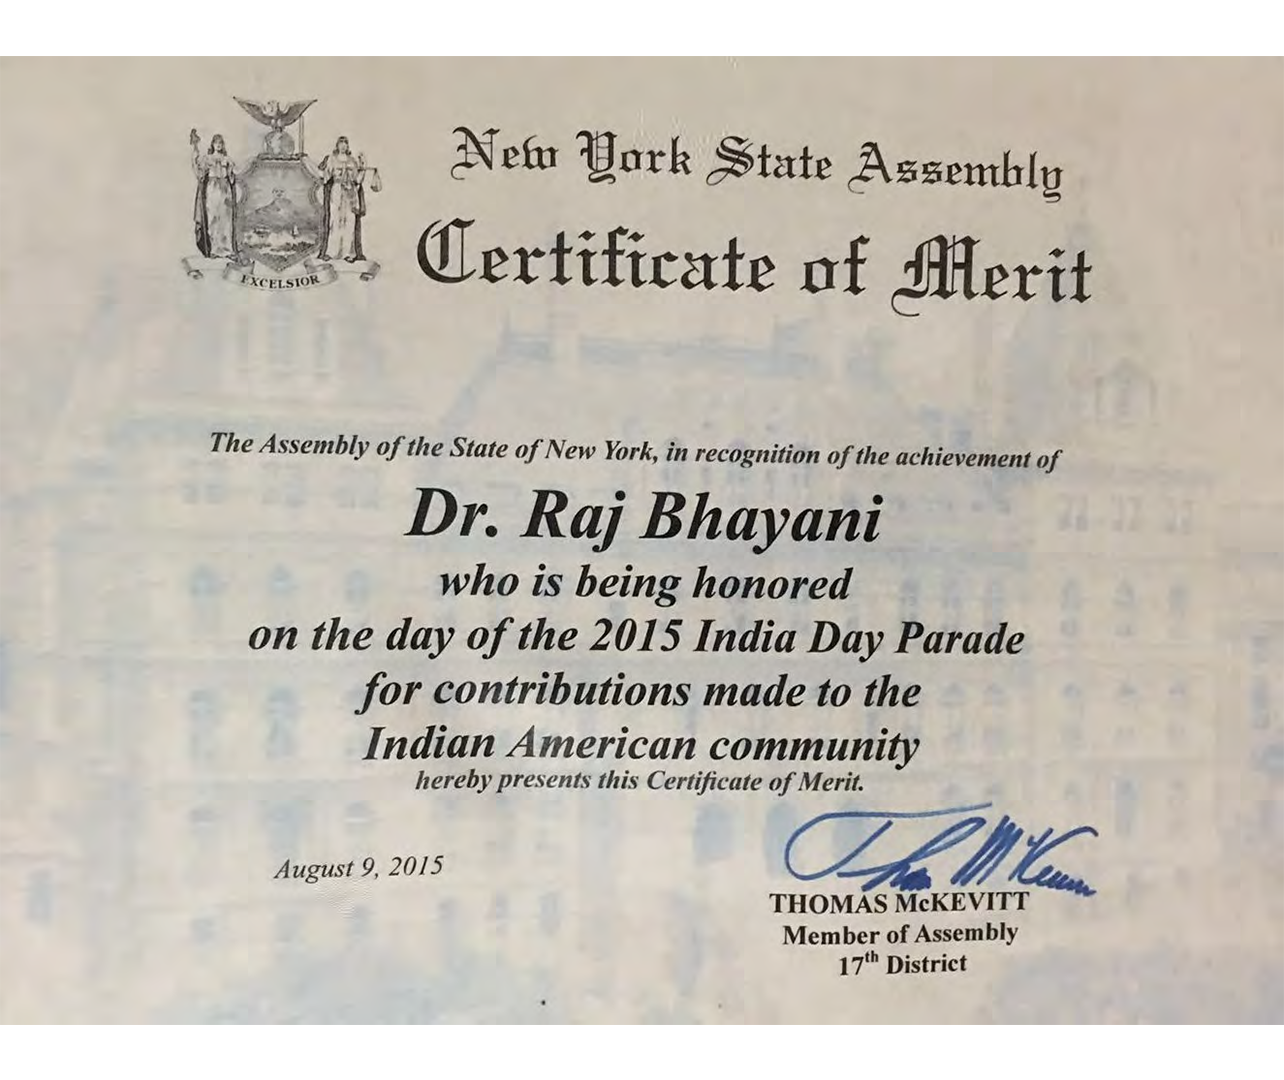 New York State Assembly
Certificate of Merit
EXCELSIOR
The Assembly of the State of New York, in recognition of the achievement of
Dr. Raj Bhayani
who is being honored
on the day of the 2015 India Day Parade
for contributions made to the
Indian American community
hereby presents this Certificate of Merit.
August 9, 2015
Thomas McKevitt
THOMAS McKEVITT
Member of Assembly
17th District